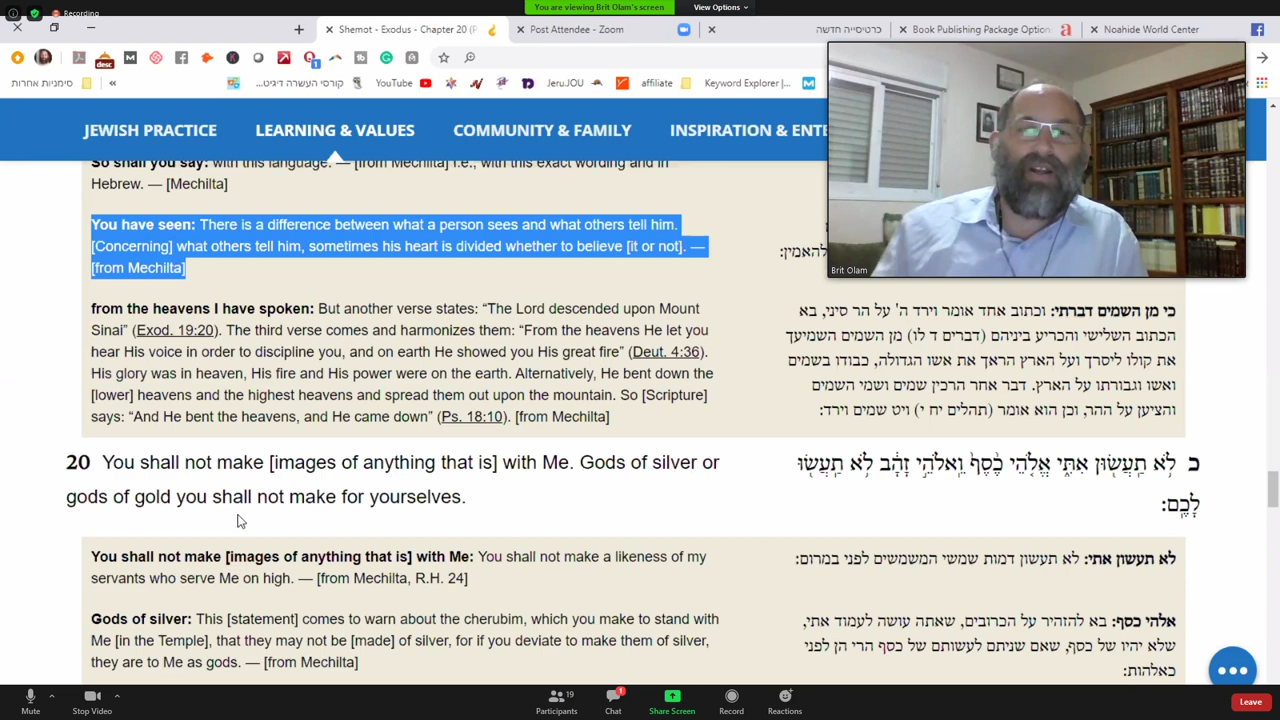 Recording
You are viewing Brit Olam's screen
View Options
Shemot - Exodus - Chapter 20 (P
Post Attendee - Zoom
כרטיסייה חדשה
Book Publishing Package Option
Noahide World Center
סימניות אחרות
desc
קורסי העשרה דיגיט...
YouTube
Jeru.JOU
affiliate
Keyword Explorer |...
JEWISH PRACTICE
LEARNING & VALUES
COMMUNITY & FAMILY
INSPIRATION & ENTE
So shall you say: with this language. — [from Mechilta] I.e., with this exact wording and in
Hebrew. — [Mechilta]
You have seen: There is a difference between what a person sees and what others tell him.
[Concerning] what others tell him, sometimes his heart is divided whether to believe [it or not]. —
[from Mechilta]
להאמין:
Brit Olam
from the heavens I have spoken: But another verse states: “The Lord descended upon Mount
Sinai” (Exod. 19:20). The third verse comes and harmonizes them: “From the heavens He let you
hear His voice in order to discipline you, and on earth He showed you His great fire” (Deut. 4:36).
His glory was in heaven, His fire and His power were on the earth. Alternatively, He bent down the
[lower] heavens and the highest heavens and spread them out upon the mountain. So [Scripture]
says: “And He bent the heavens, and He came down” (Ps. 18:10). [from Mechilta]
כי מן השמים דברתי: וכתוב אחד אומר וירד ה' על הר סיני, בא
הכתוב השלישי והכריע ביניהם (דברים ד לו) מן השמים השמיעך
את קולו ליסרך ועל הארץ הראך את אשו הגדולה, כבודו בשמים
ואשו וגבורתו על הארץ. דבר אחר הרכין שמים ושמי השמים
והציען על ההר, וכן הוא אומר (תהלים יח י) ויט שמים וירד:
20 You shall not make [images of anything that is] with Me. Gods of silver or
gods of gold you shall not make for yourselves.
כ לֹ֥א תַֽעֲשׂ֖וּן אִתִּ֑י אֱלֹ֤הֵי כֶ֨סֶף֙ וֵֽאלֹהֵ֣י זָהָ֔ב לֹ֥א תַֽעֲשׂ֖וּ
לָכֶֽם:
You shall not make [images of anything that is] with Me: You shall not make a likeness of my
servants who serve Me on high. — [from Mechilta, R.H. 24]
לא תעשון אתי: לא תעשון דמות שמשי המשמשים לפני במרום:
Gods of silver: This [statement] comes to warn about the cherubim, which you make to stand with
Me [in the Temple], that they may not be [made] of silver, for if you deviate to make them of silver,
they are to Me as gods. — [from Mechilta]
אלהי כסף: בא להזהיר על הכרובים, שאתה עושה לעמוד אתי,
שלא יהיו של כסף, שאם שניתם לעשותם של כסף הרי הן לפני
כאלהות:
Mute
Stop Video
19
Participants
1
Chat
Share Screen
Record
Reactions
Leave